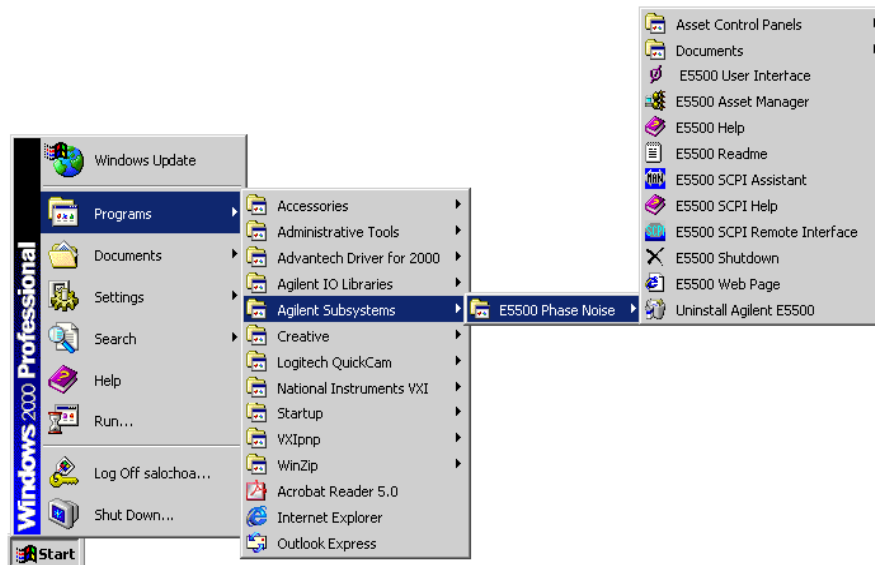 Windows 2000 Professional
Windows Update
Programs
Documents
Settings
Search
Help
Run...
Log Off salochoa...
Shut Down...
Start
Accessories
Administrative Tools
Advantech Driver for 2000
Agilent IO Libraries
Agilent Subsystems
Creative
Logitech QuickCam
National Instruments VXI
Startup
VXIpnp
WinZip
Acrobat Reader 5.0
Internet Explorer
Outlook Express
E5500 Phase Noise
Asset Control Panels
Documents
E5500 User Interface
E5500 Asset Manager
E5500 Help
E5500 Readme
E5500 SCPI Assistant
E5500 SCPI Help
E5500 SCPI Remote Interface
E5500 Shutdown
E5500 Web Page
Uninstall Agilent E5500